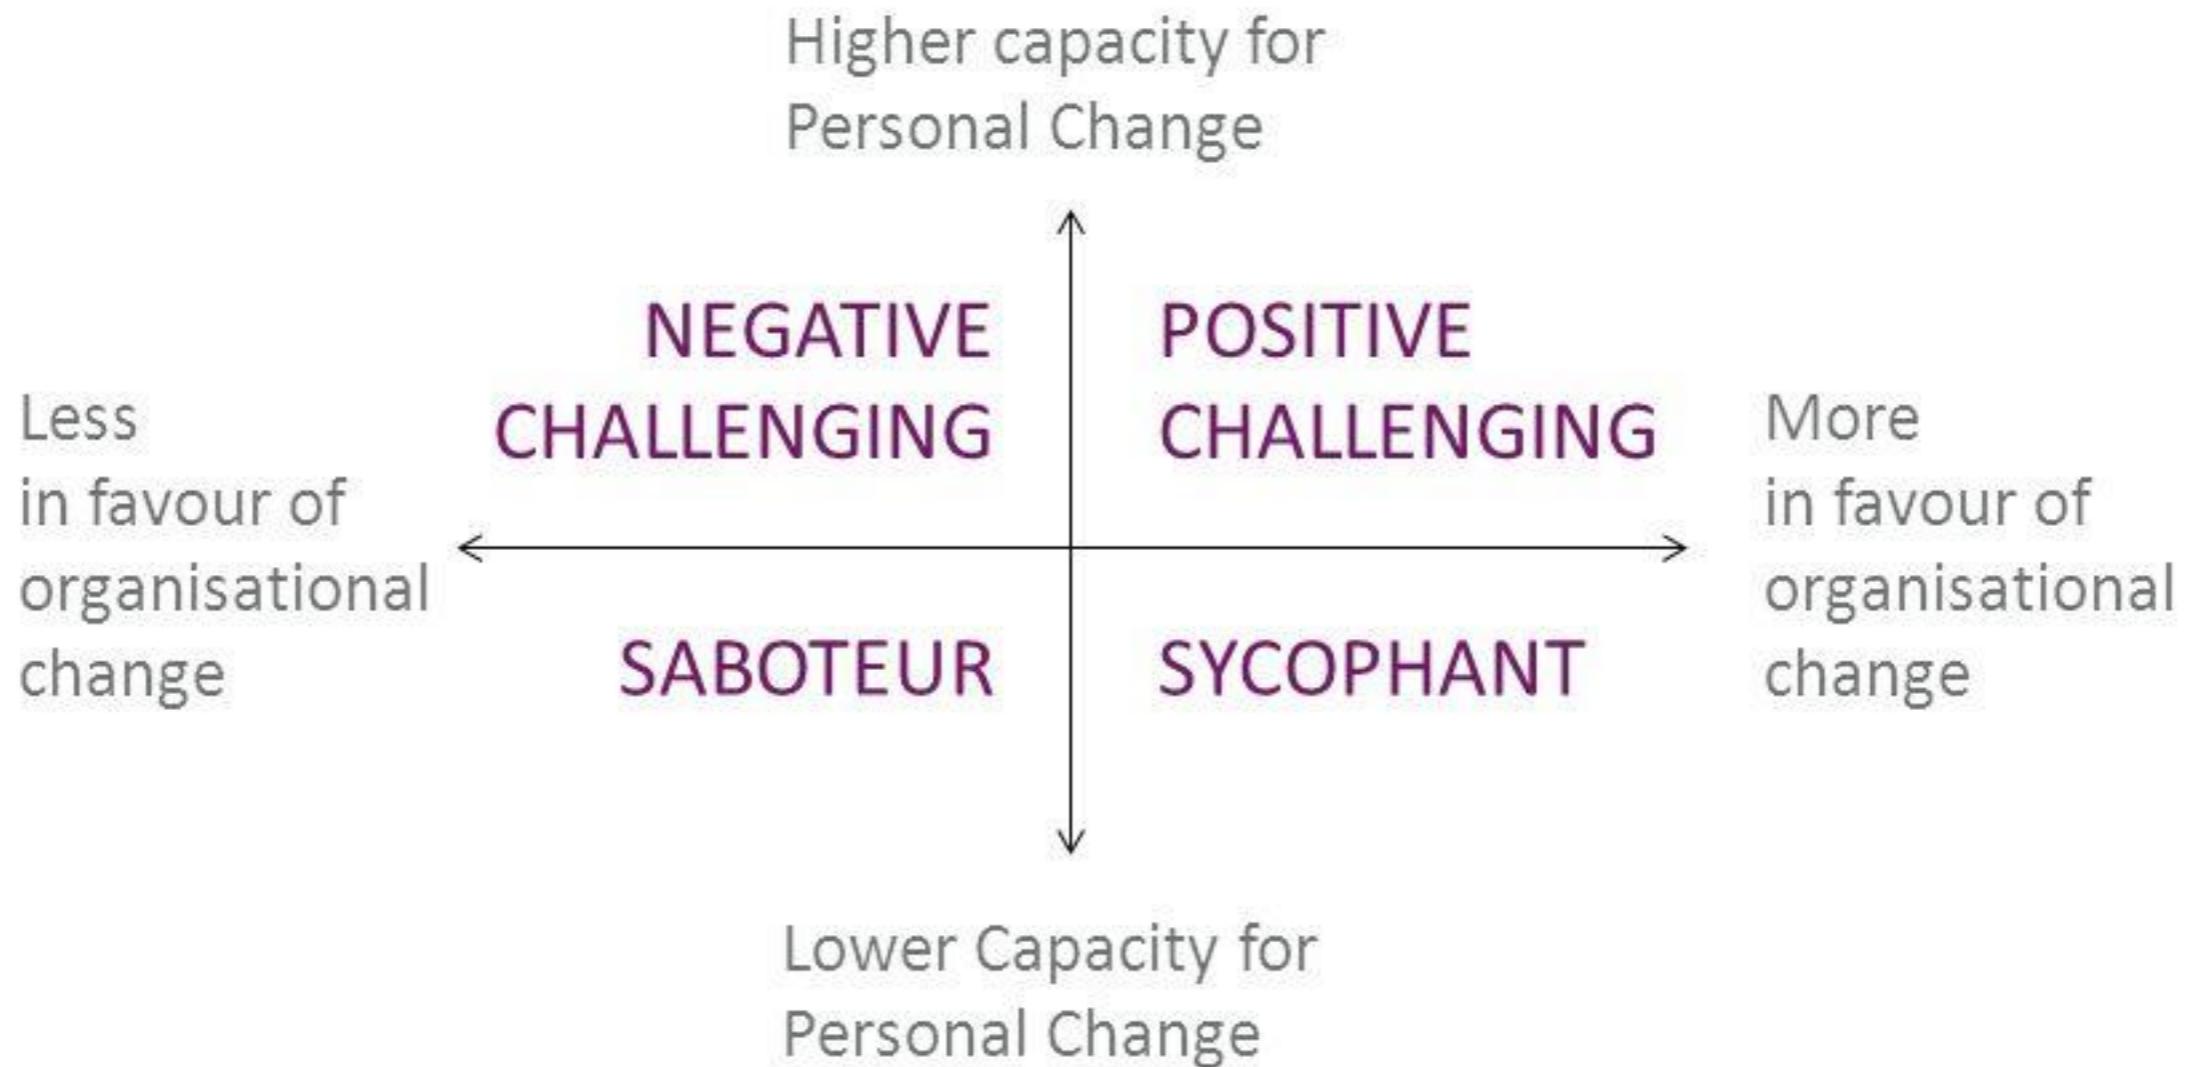 Higher capacity for
Personal Change
NEGATIVE
CHALLENGING
POSITIVE
CHALLENGING
Less
in favour of
organisational
change
More
in favour of
organisational
change
SABOTEUR
SYCOPHANT
Lower Capacity for
Personal Change